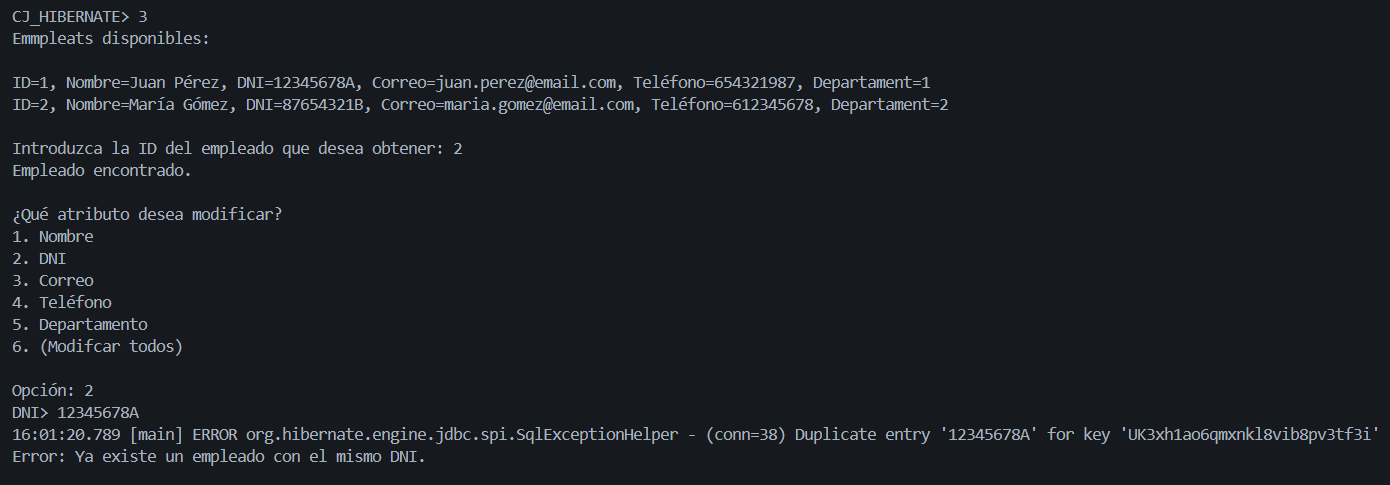 CJ_HIBERNATE> 3
Emmpleats disponibles:
ID=1, Nombre=Juan Pérez, DNI=12345678A, Correo=juan.perez@email.com, Teléfono=654321987, Departament=1
ID=2, Nombre=María Gómez, DNI=87654321B, Correo=maria.gomez@email.com, Teléfono=612345678, Departament=2
Introduzca la ID del empleado que desea obtener: 2
Empleado encontrado.
¿Qué atributo desea modificar?
1. Nombre
2. DNI
3. Correo
4. Teléfono
5. Departamento
6. (Modifcar todos)
Opción: 2
DNI> 12345678A
16:01:20.789 [main] ERROR org.hibernate.engine.jdbc.spi.SqlExceptionHelper - (conn=38) Duplicate entry '12345678A' for key 'UK3xh1ao6qmxnkl8vib8pv3tf3i'
Error: Ya existe un empleado con el mismo DNI.